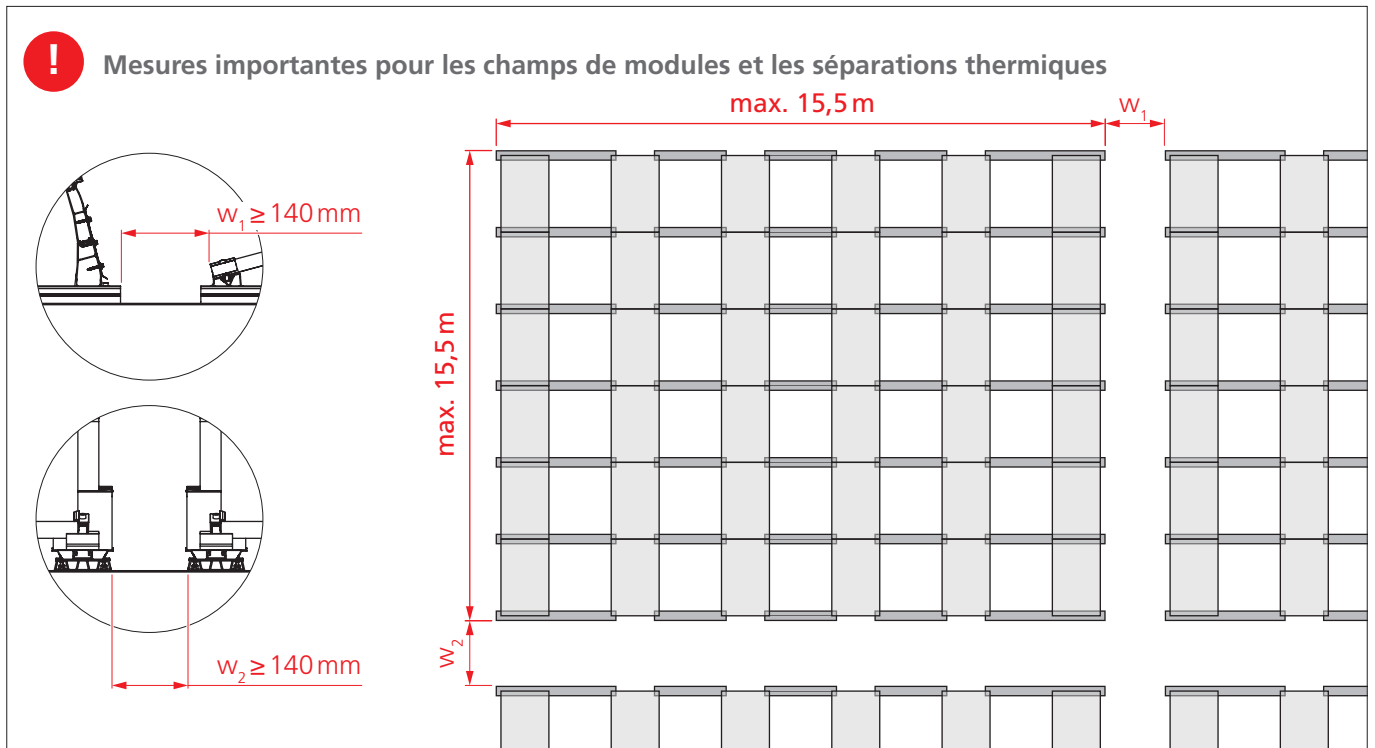 !
Mesures importantes pour les champs de modules et les séparations thermiques
max. 15,5 m
w₁
w₁ ≥ 140 mm
max. 15,5 m
w₂
w₂ ≥ 140 mm